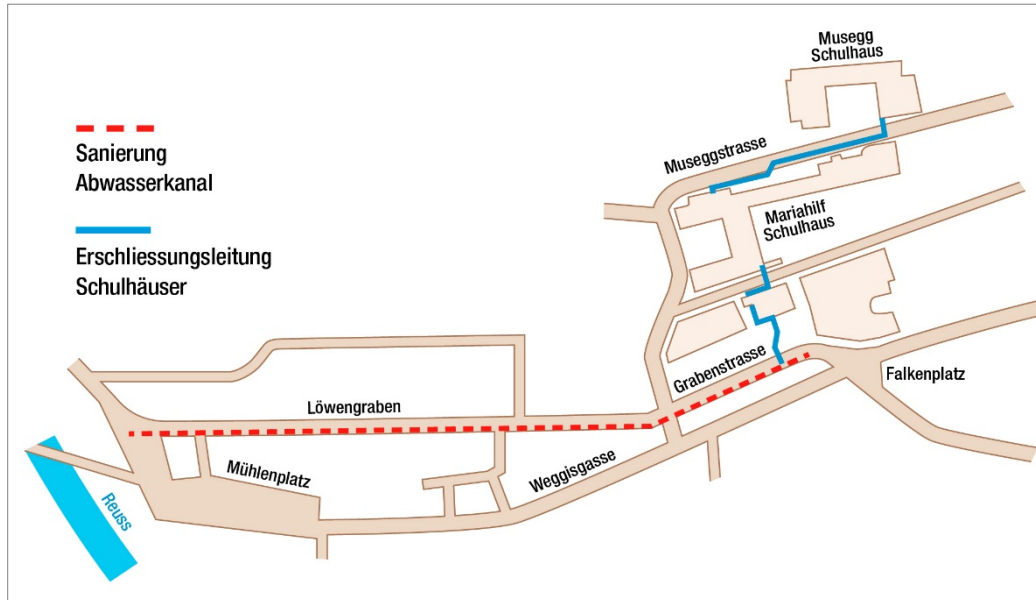 Musegg
Schulhaus
Museggstrasse
Sanierung
Abwasserkanal
Mariahilf
Schulhaus
Erschliessungsleitung
Schulhäuser
Grabenstrasse
Falkenplatz
Löwengraben
Mühlenplatz
Weggisgasse
Reuss